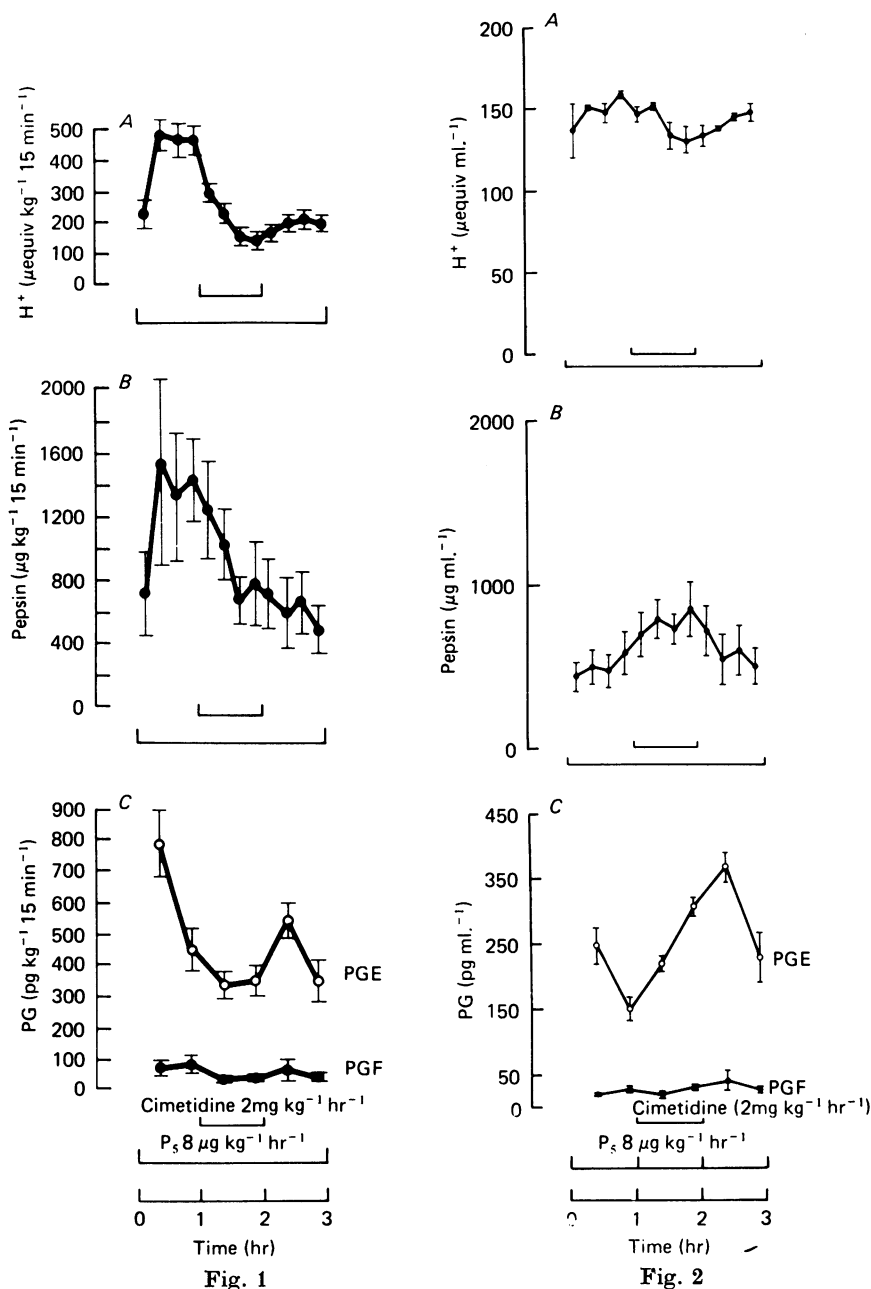 A
500
400
300
200
100
0
H⁺ (μequiv kg⁻¹ 15 min⁻¹)
B
2000
1600
1200
800
400
0
Pepsin (μg kg⁻¹ 15 min⁻¹)
C
900
800
700
600
500
400
300
200
100
0
PG (pg kg⁻¹ 15 min⁻¹)
PGE
PGF
Cimetidine 2mg kg⁻¹ hr⁻¹
P₅ 8 μg kg⁻¹ hr⁻¹
0 1 2 3
Time (hr)
Fig. 1
A
200
150
100
50
0
H⁺ (μequiv ml.⁻¹)
B
2000
1000
0
Pepsin (μg ml.⁻¹)
C
450
350
250
150
50
0
PG (pg ml.⁻¹)
PGE
PGF
Cimetidine (2mg kg⁻¹ hr⁻¹)
P₅ 8 μg kg⁻¹ hr⁻¹
0 1 2 3
Time (hr)
Fig. 2